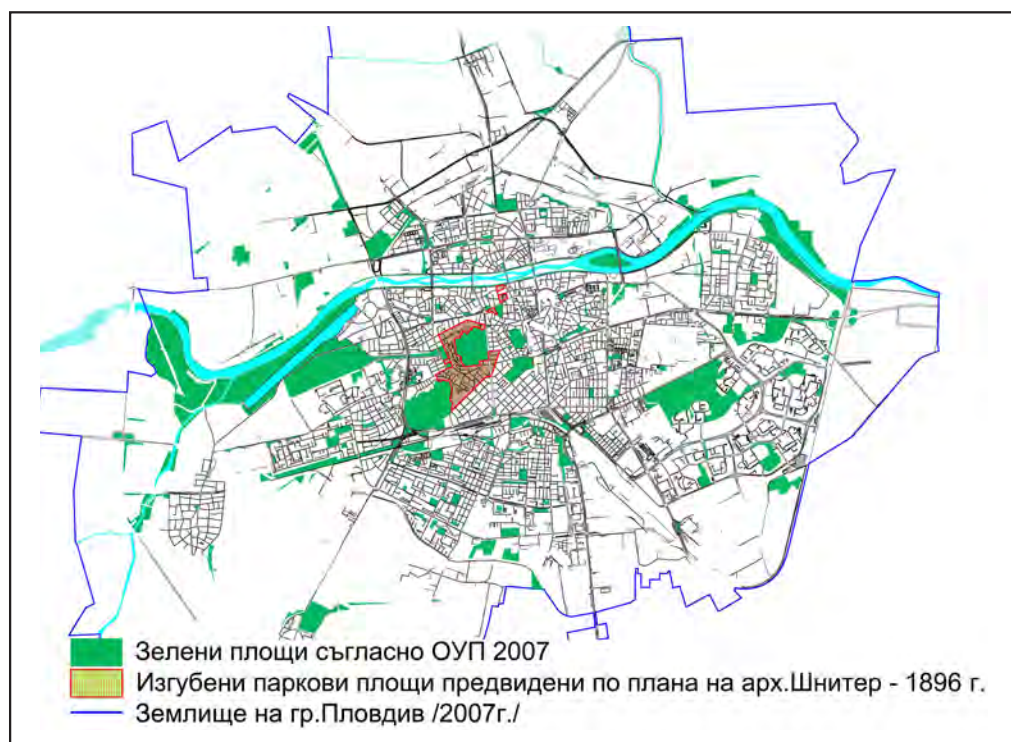 Зелени площи съгласно ОУП 2007
Изгубени паркови площи предвидени по плана на арх.Шнитер - 1896 г.
Землище на гр.Пловдив /2007г./